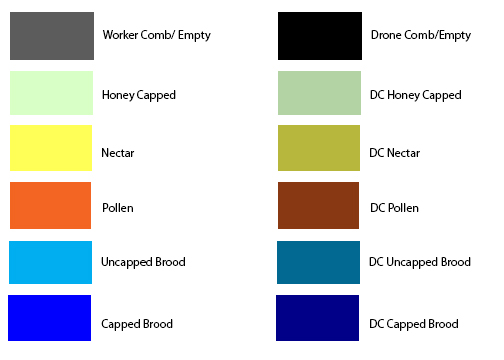 Worker Comb/ Empty
Drone Comb/Empty
Honey Capped
DC Honey Capped
Nectar
DC Nectar
Pollen
DC Pollen
Uncapped Brood
DC Uncapped Brood
Capped Brood
DC Capped Brood